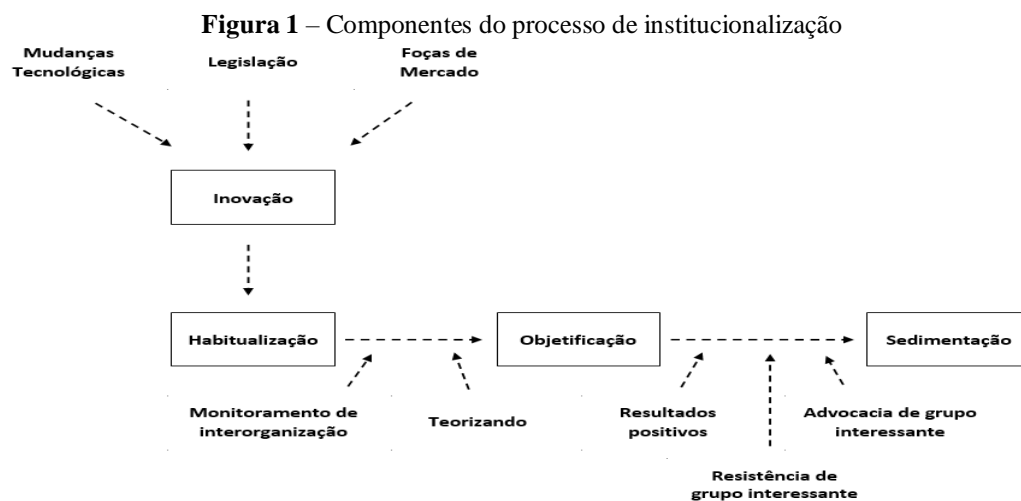 Figura 1 – Componentes do processo de institucionalização
Mudanças
Tecnológicas
Legislação
Foças de
Mercado
Inovação
Habitualização
Objetificação
Sedimentação
Monitoramento de
interorganização
Teorizando
Resultados
positivos
Advocacia de grupo
interessante
Resistência de
grupo interessante